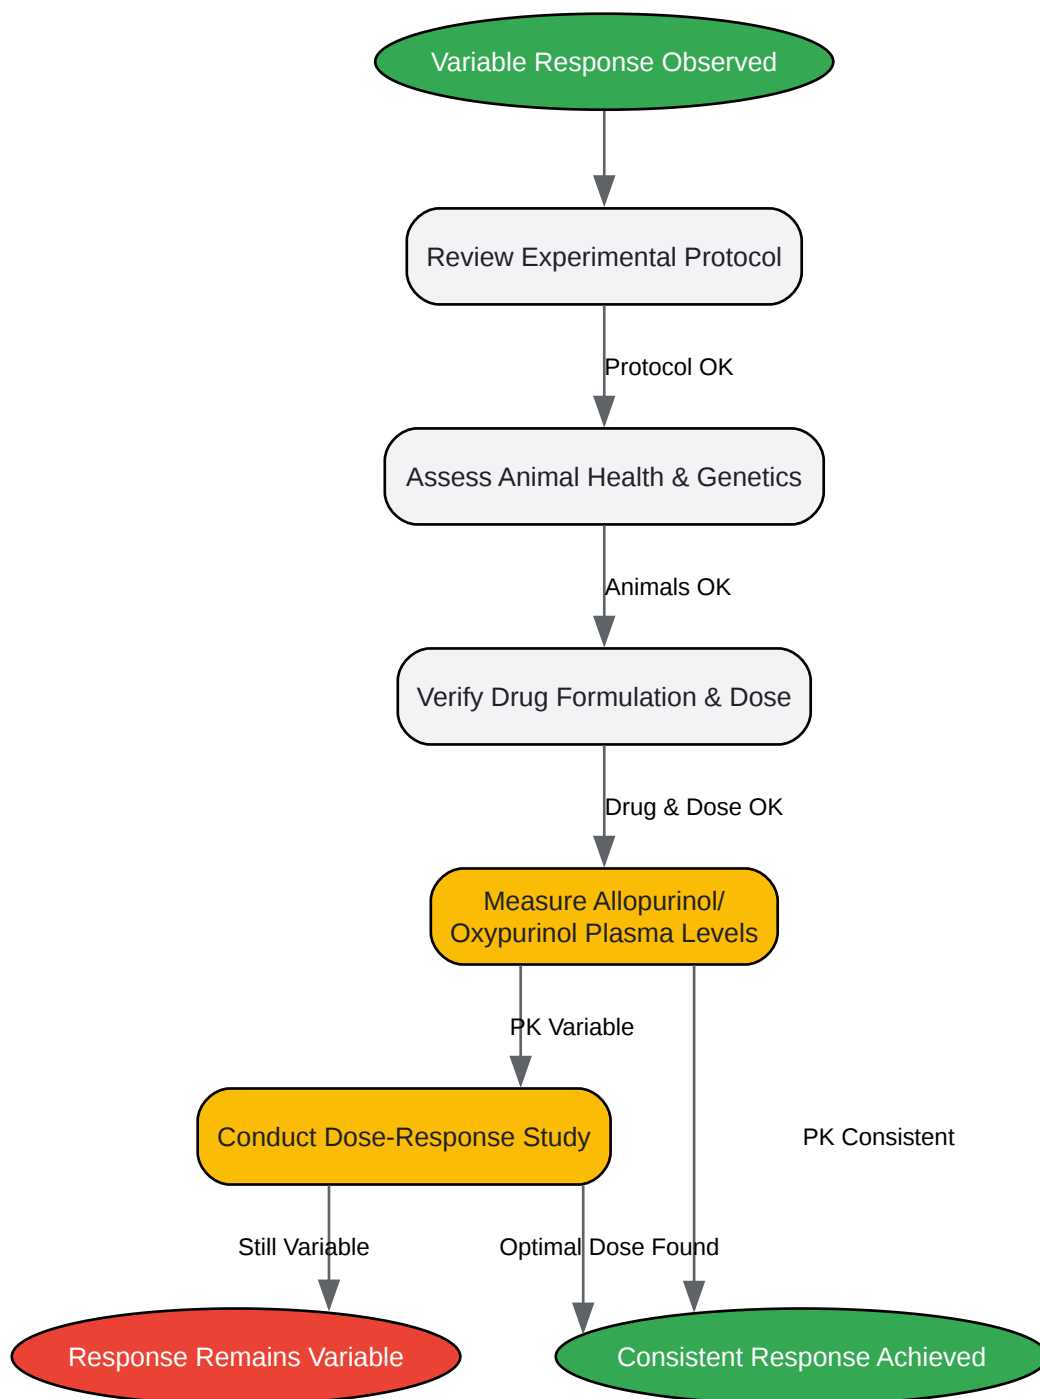 Variable Response Observed
Review Experimental Protocol
Protocol OK
Assess Animal Health & Genetics
Animals OK
Verify Drug Formulation & Dose
Drug & Dose OK
Measure Allopurinol/
Oxypurinol Plasma Levels
PK Variable
Conduct Dose-Response Study
PK Consistent
Still Variable
Optimal Dose Found
Response Remains Variable
Consistent Response Achieved